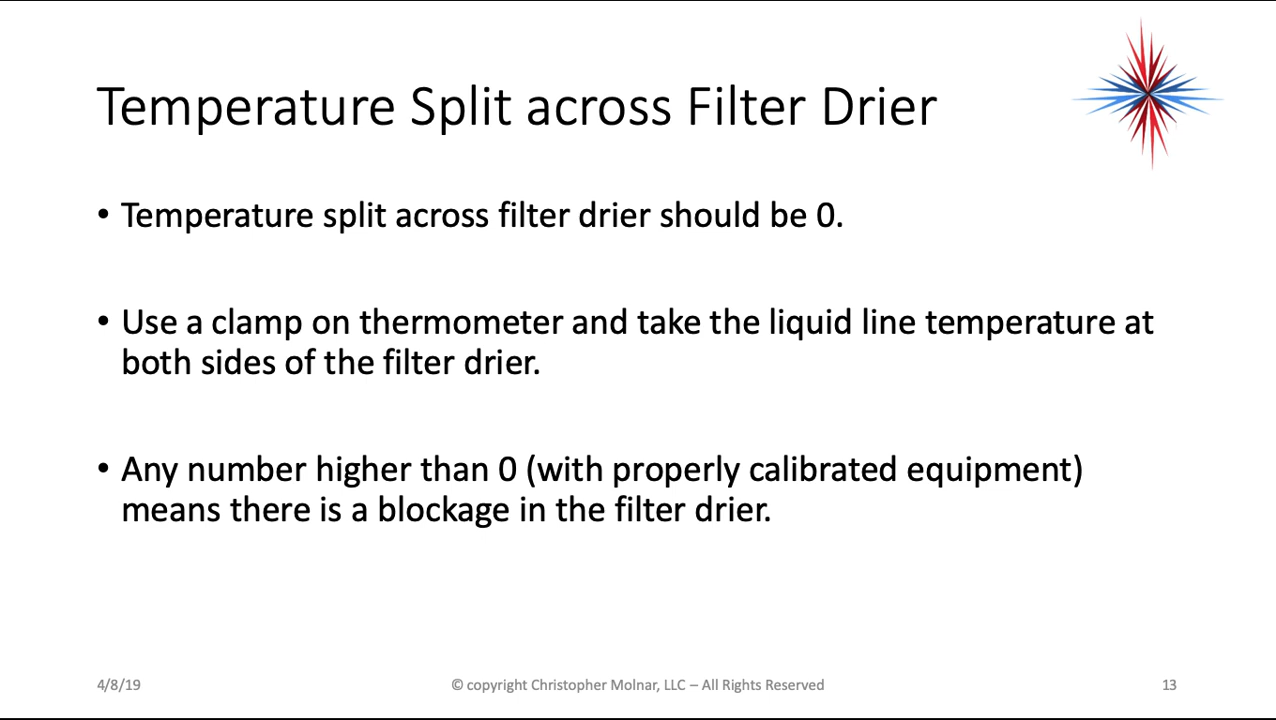 Temperature Split across Filter Drier
• Temperature split across filter drier should be 0.
• Use a clamp on thermometer and take the liquid line temperature at
both sides of the filter drier.
• Any number higher than 0 (with properly calibrated equipment)
means there is a blockage in the filter drier.
4/8/19
© copyright Christopher Molnar, LLC – All Rights Reserved
13